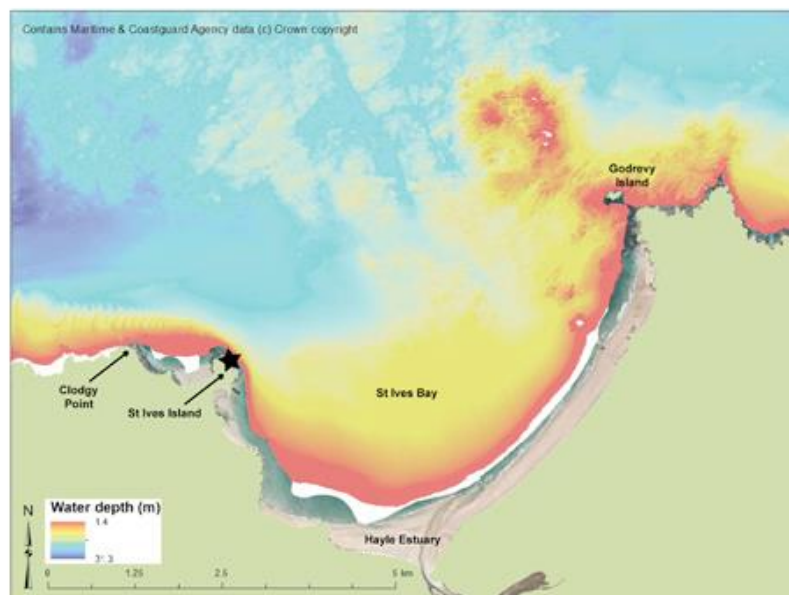 Contains Maritime & Coastguard Agency data (c) Crown copyright
Godrevy
Island
Clodgy
Point
St Ives Island
St Ives Bay
Hayle Estuary
Water depth (m)
1.4
N
0
1.25
2.5
5 km